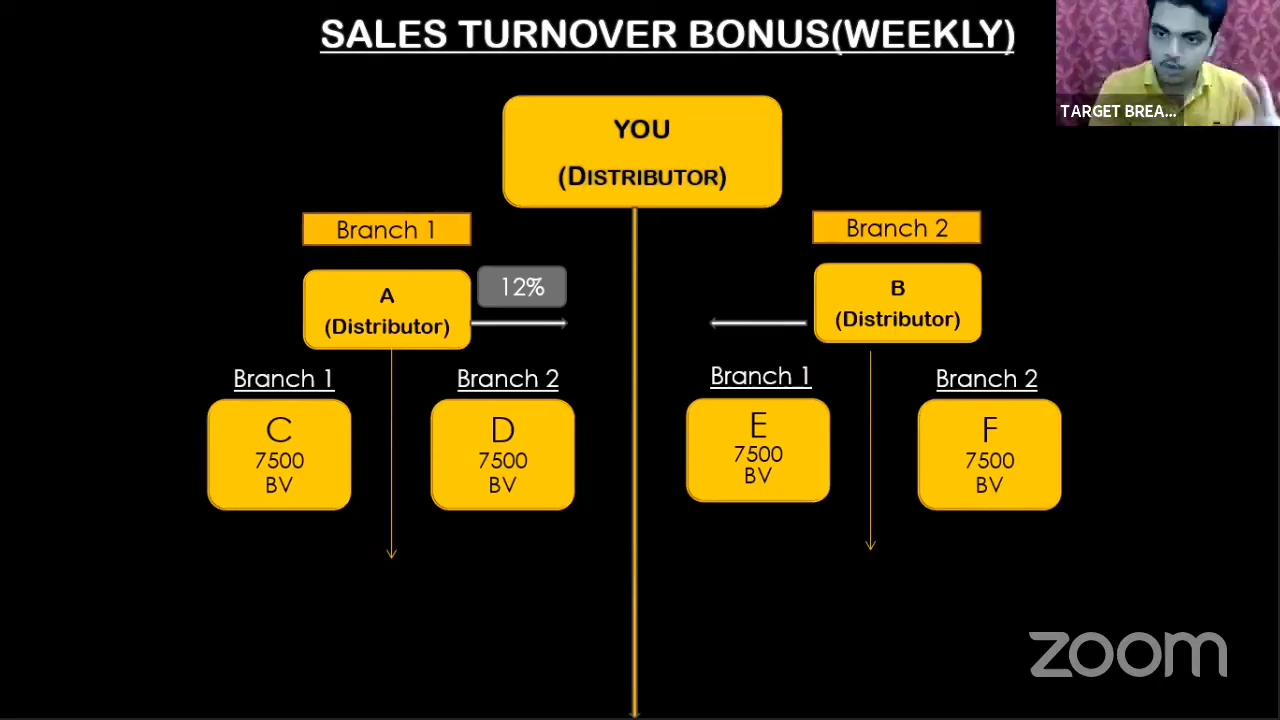 SALES TURNOVER BONUS(WEEKLY)
TARGET BREA...
YOU
(DISTRIBUTOR)
Branch 1
Branch 2
A
(Distributor)
12%
B
(Distributor)
Branch 1
Branch 2
Branch 1
Branch 2
C
7500
BV
D
7500
BV
E
7500
BV
F
7500
BV
zoom